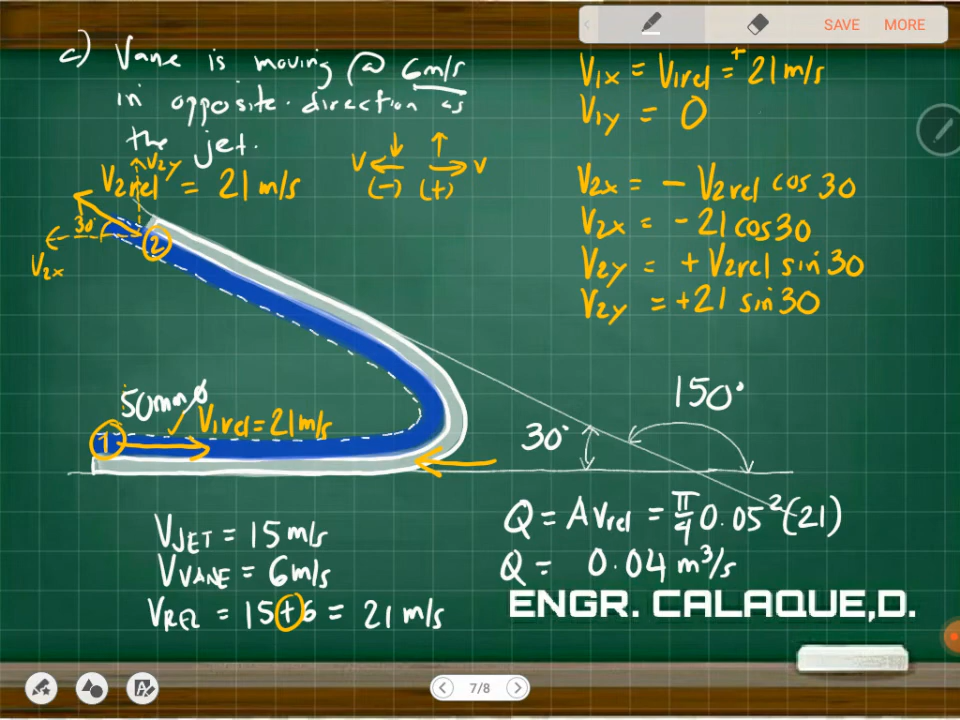 SAVE MORE
c) Vane is moving @ 6m/s
in opposite direction as
the jet.
V (-) (+) V
V2y
V2rel = 21 m/s
30°
V2x
2
V1x = V1rel = + 21 m/s
V1y = 0
V2x = - V2rel cos 30
V2x = - 21 cos 30
V2y = + V2rel sin 30
V2y = + 21 sin 30
50mmø
1
V1rel = 21 m/s
30°
150°
VJET = 15 m/s
VVANE = 6m/s
VREL = 15 + 6 = 21 m/s
Q = AVrel = π/4 0.05² (21)
Q = 0.04 m³/s
ENGR. CALAQUE,D.
7/8